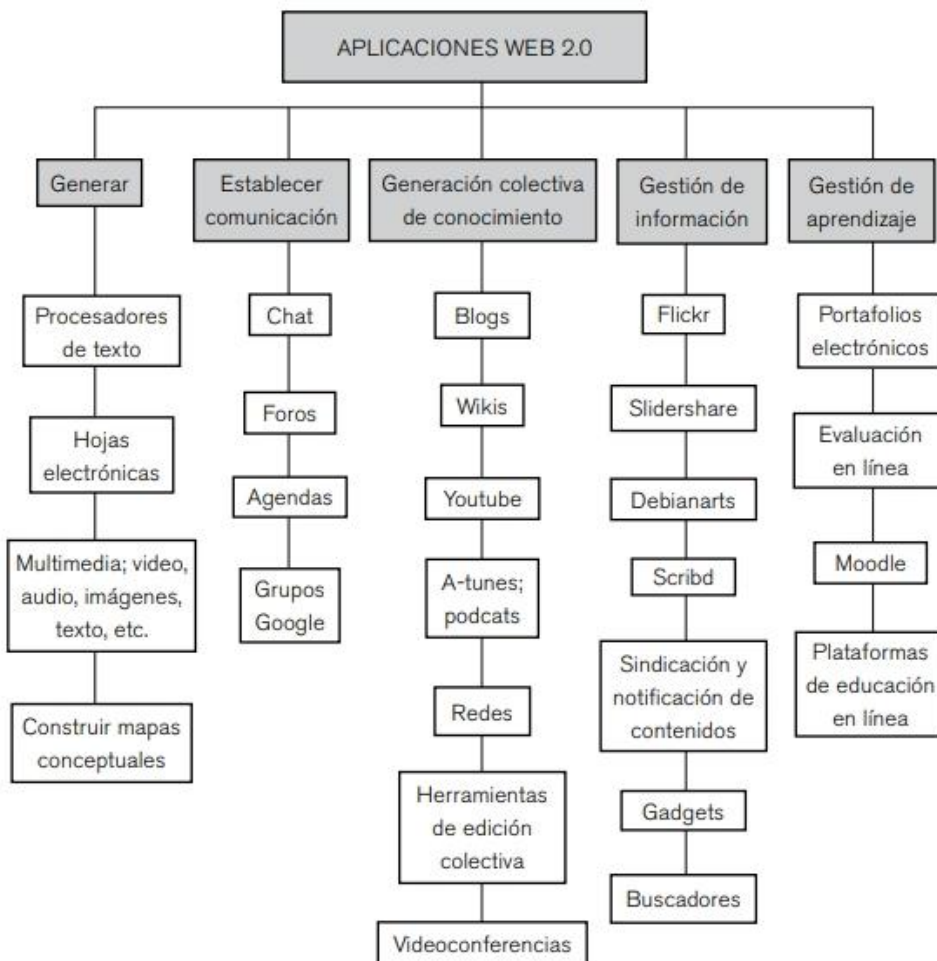 APLICACIONES WEB 2.0
Generar
Procesadores
de texto
Hojas
electrónicas
Multimedia; video,
audio, imágenes,
texto, etc.
Construir mapas
conceptuales
Establecer
comunicación
Chat
Foros
Agendas
Grupos
Google
Generación colectiva
de conocimiento
Blogs
Wikis
Youtube
A-tunes;
podcats
Redes
Herramientas
de edición
colectiva
Videoconferencias
Gestión de
información
Flickr
Slidershare
Debianarts
Scribd
Sindicación y
notificación de
contenidos
Gadgets
Buscadores
Gestión de
aprendizaje
Portafolios
electrónicos
Evaluación
en línea
Moodle
Plataformas
de educación
en línea